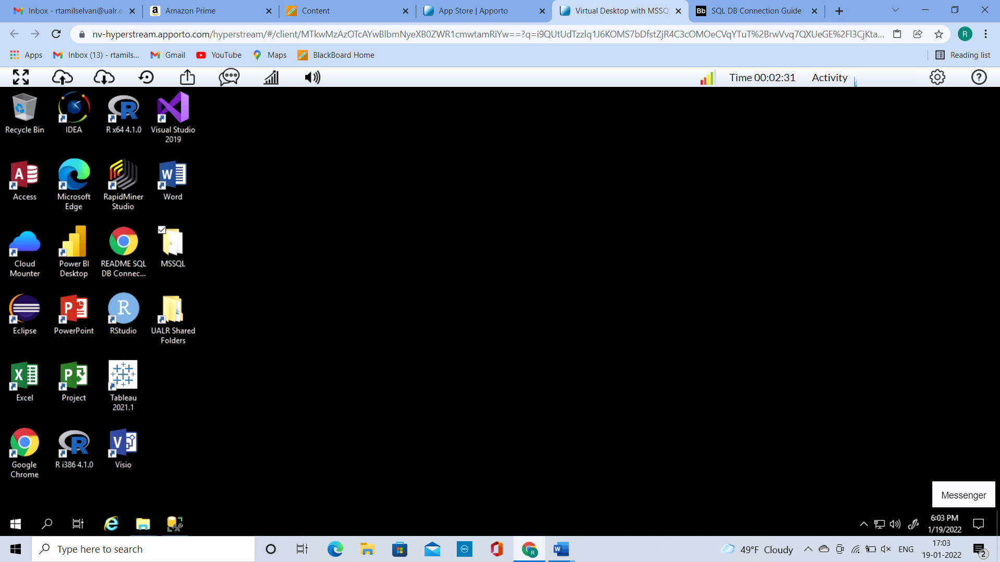 Inbox - rtamilselvan@ualr.e
Amazon Prime
Content
App Store | Apporto
Virtual Desktop with MSSQ
Bb SQL DB Connection Guide
nv-hyperstream.apporto.com/hyperstream/#/client/MTkwMzAzOTcAYwBlbmNyeXB0ZWR1cmwtamRiYw==?q=i9QUtUdTzzlq1J6KOMS7bDfstZjR4C3cOMOeCVqYTuT%2BrwVvq7QXUeGE%2Fl3CjKta...
R
Apps
Inbox (13) - rtamils...
Gmail
YouTube
Maps
BlackBoard Home
Reading list
Time 00:02:31
Activity
Recycle Bin
IDEA
R x64 4.1.0
Visual Studio
2019
Access
Microsoft
Edge
RapidMiner
Studio
Word
Cloud
Mounter
Power BI
Desktop
README SQL
DB Connec...
MSSQL
Eclipse
PowerPoint
RStudio
UALR Shared
Folders
Excel
Project
Tableau
2021.1
Google
Chrome
R i386 4.1.0
Visio
Messenger
6:03 PM
1/19/2022
Type here to search
49°F Cloudy
ENG
17:03
19-01-2022
2